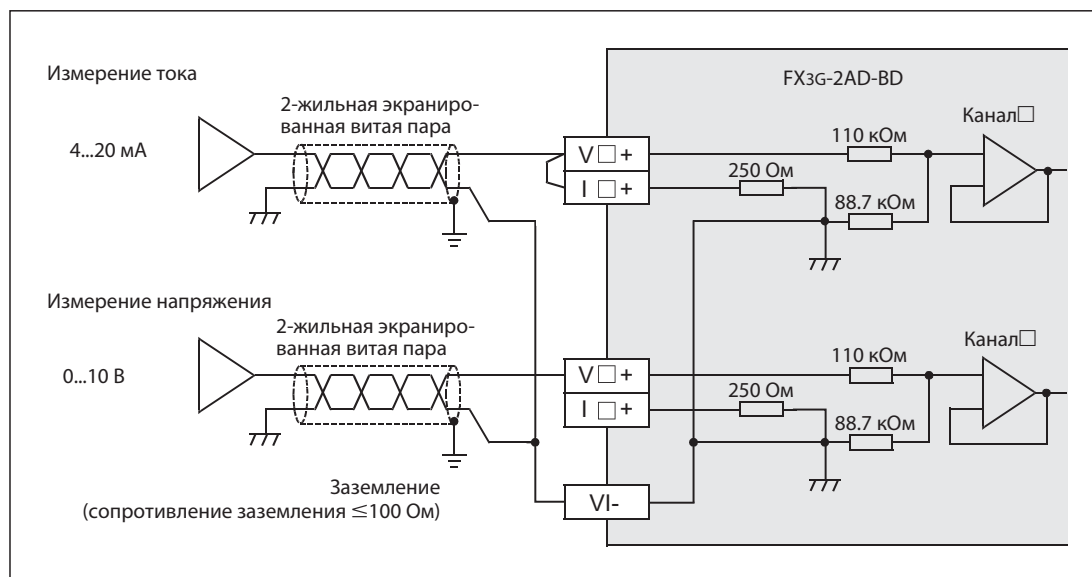 Измерение тока
FX3G-2AD-BD
2-жильная экраниро-
ванная витая пара
4...20 мА
V □ +
I □ +
250 Ом
110 кОм
88.7 кОм
Канал□
Измерение напряжения
2-жильная экраниро-
ванная витая пара
0...10 В
V □ +
I □ +
250 Ом
110 кОм
88.7 кОм
Канал□
Заземление
(сопротивление заземления ≤100 Ом)
VI-